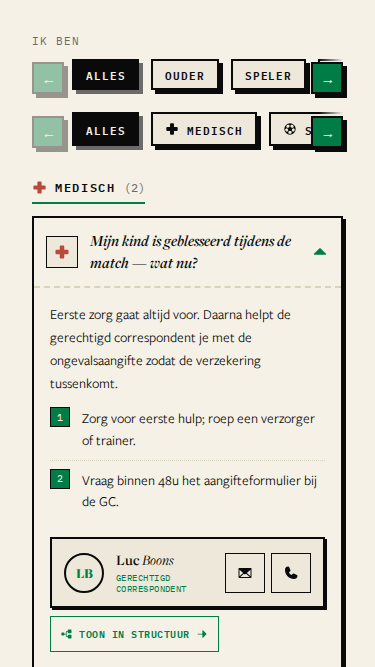 IK BEN
← ALLES OUDER SPELER →
← ALLES MEDISCH S →
MEDISCH (2)
Mijn kind is geblesseerd tijdens de
match — wat nu?
Eerste zorg gaat altijd voor. Daarna helpt de
gerechtigd correspondent je met de
ongevalsaangifte zodat de verzekering
tussenkomt.
1 Zorg voor eerste hulp; roep een verzorger
of trainer.
2 Vraag binnen 48u het aangifteformulier bij
de GC.
LB Luc Boons
GERECHTIGD
CORRESPONDENT
TOON IN STRUCTUUR →